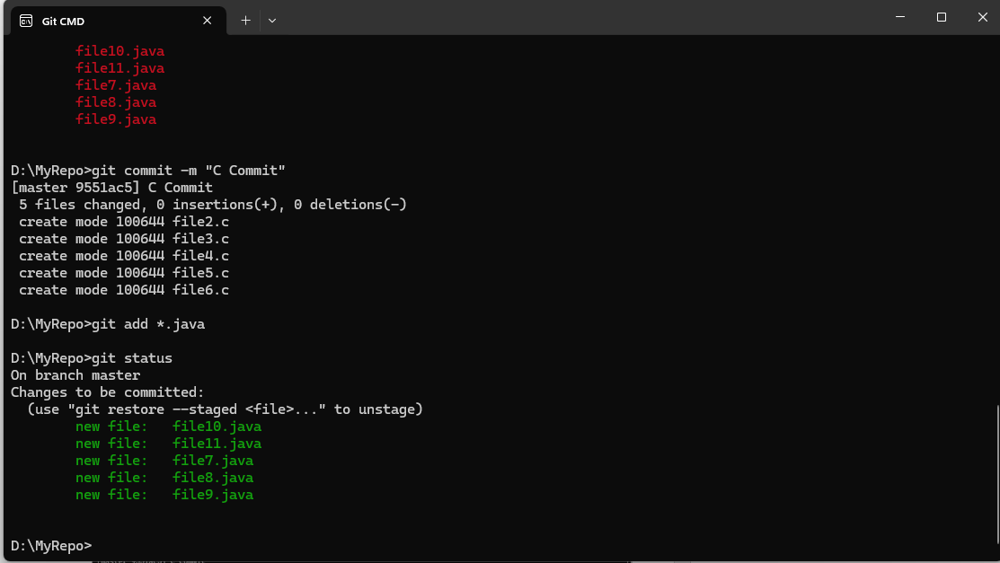 Git CMD
file10.java
file11.java
file7.java
file8.java
file9.java
D:\MyRepo>git commit -m "C Commit"
[master 9551ac5] C Commit
 5 files changed, 0 insertions(+), 0 deletions(-)
 create mode 100644 file2.c
 create mode 100644 file3.c
 create mode 100644 file4.c
 create mode 100644 file5.c
 create mode 100644 file6.c
D:\MyRepo>git add *.java
D:\MyRepo>git status
On branch master
Changes to be committed:
  (use "git restore --staged <file>..." to unstage)
        new file:   file10.java
        new file:   file11.java
        new file:   file7.java
        new file:   file8.java
        new file:   file9.java
D:\MyRepo>